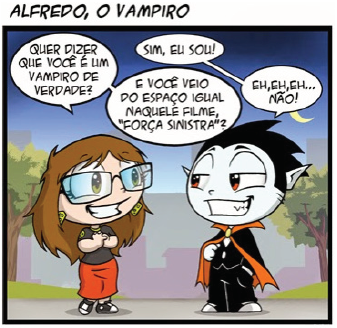 ALFREDO, O VAMPIRO
QUER DIZER
QUE VOCÊ É UM
VAMPIRO DE
VERDADE?
SIM, EU SOU!
E VOCÊ VEIO
DO ESPAÇO IGUAL
NAQUELE FILME,
"FORÇA SINISTRA"?
EH,EH,EH...
NÃO!